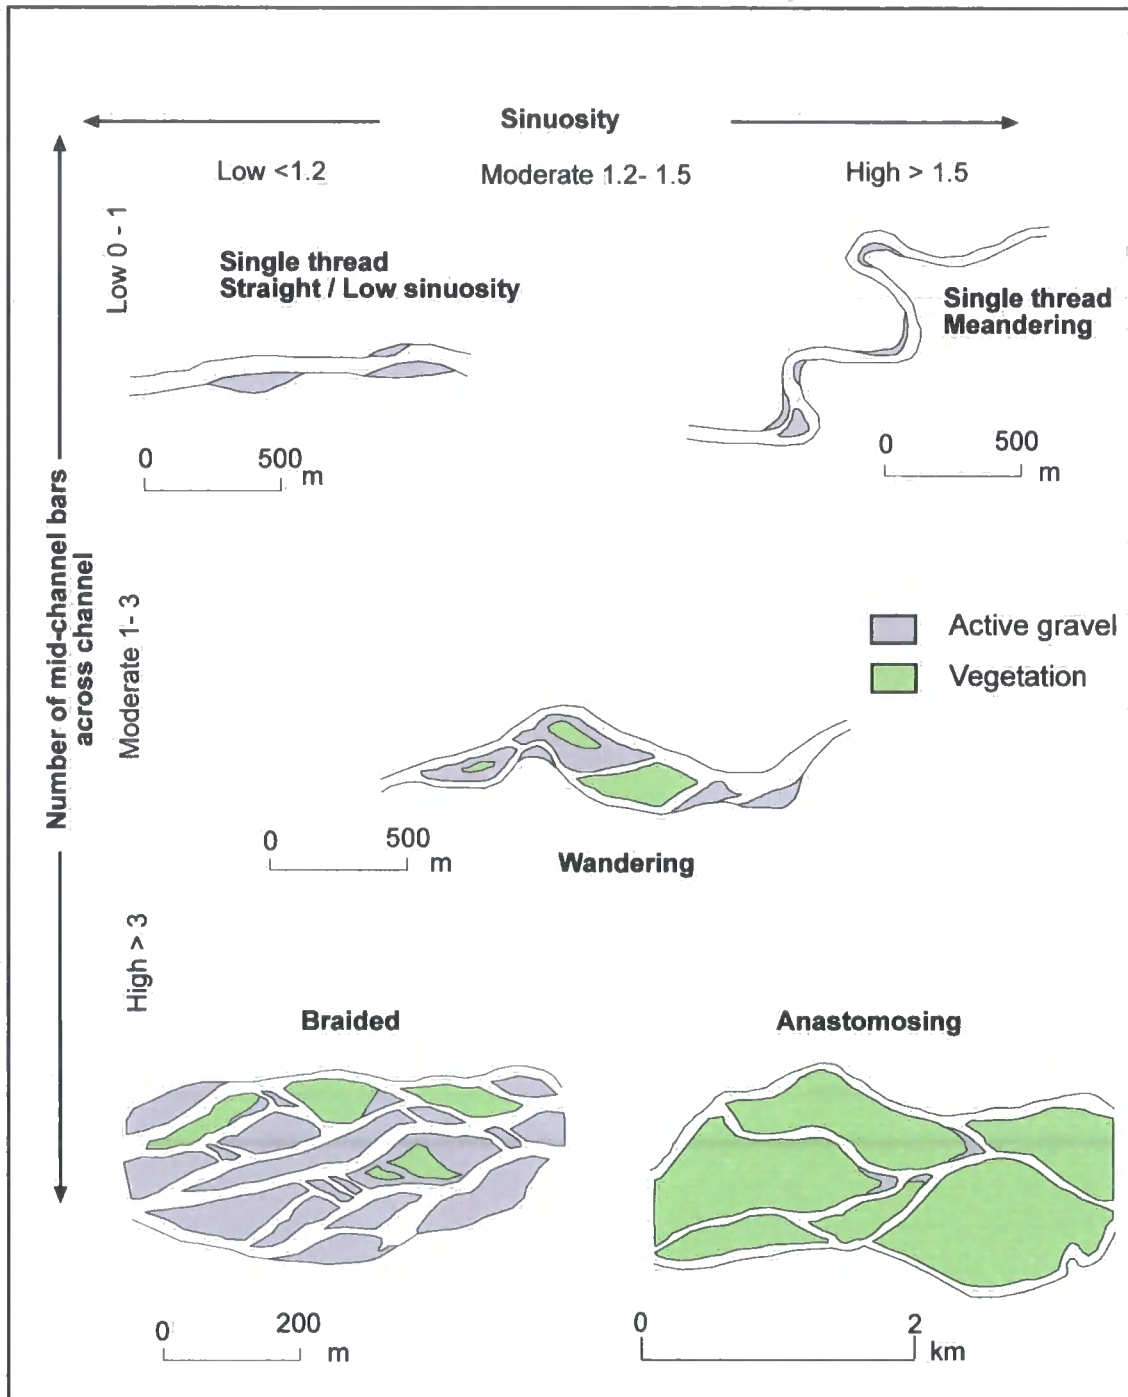 Sinuosity
Low <1.2
Moderate 1.2- 1.5
High > 1.5
Number of mid-channel bars
across channel
Low 0 - 1
Single thread
Straight / Low sinuosity
0 500 m
Single thread
Meandering
0 500 m
Moderate 1- 3
Active gravel
Vegetation
0 500 m
Wandering
High > 3
Braided
Anastomosing
0 200 m
0 2 km